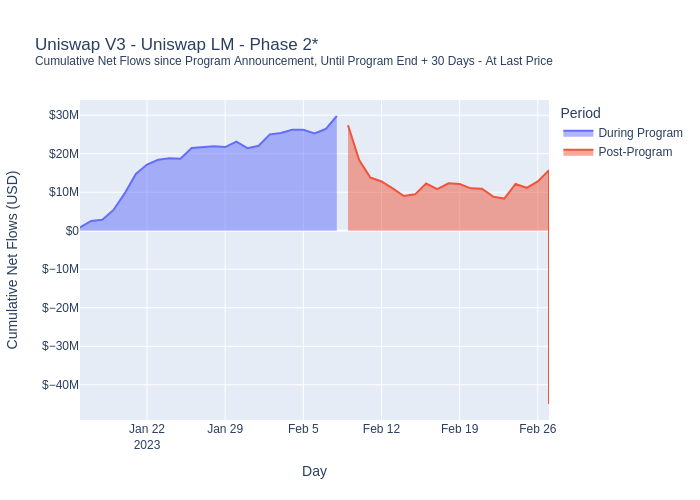 Uniswap V3 - Uniswap LM - Phase 2*
Cumulative Net Flows since Program Announcement, Until Program End + 30 Days - At Last Price
Period
During Program
Post-Program
Cumulative Net Flows (USD)
$30M
$20M
$10M
$0
$−10M
$−20M
$−30M
$−40M
Jan 22
2023
Jan 29
Feb 5
Feb 12
Feb 19
Feb 26
Day